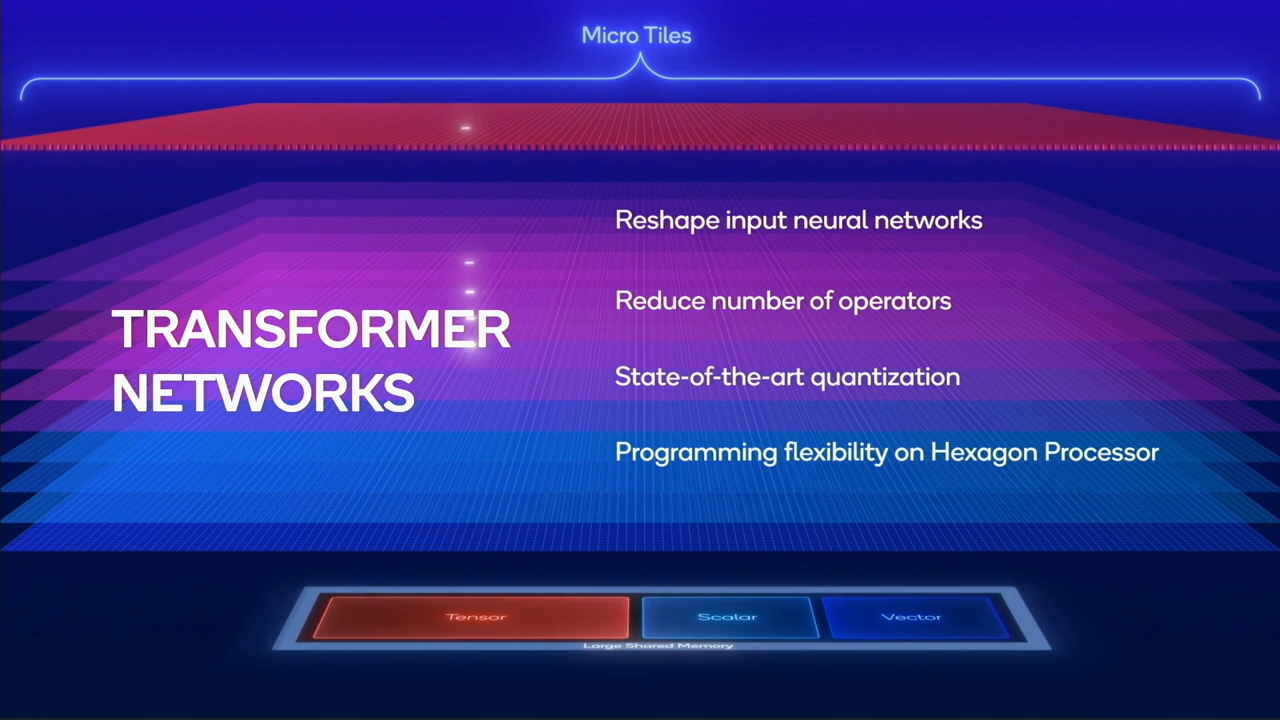 Micro Tiles
TRANSFORMER
NETWORKS
Reshape input neural networks
Reduce number of operators
State-of-the-art quantization
Programming flexibility on Hexagon Processor
Tensor
Scalar
Vector
Large Shared Memory